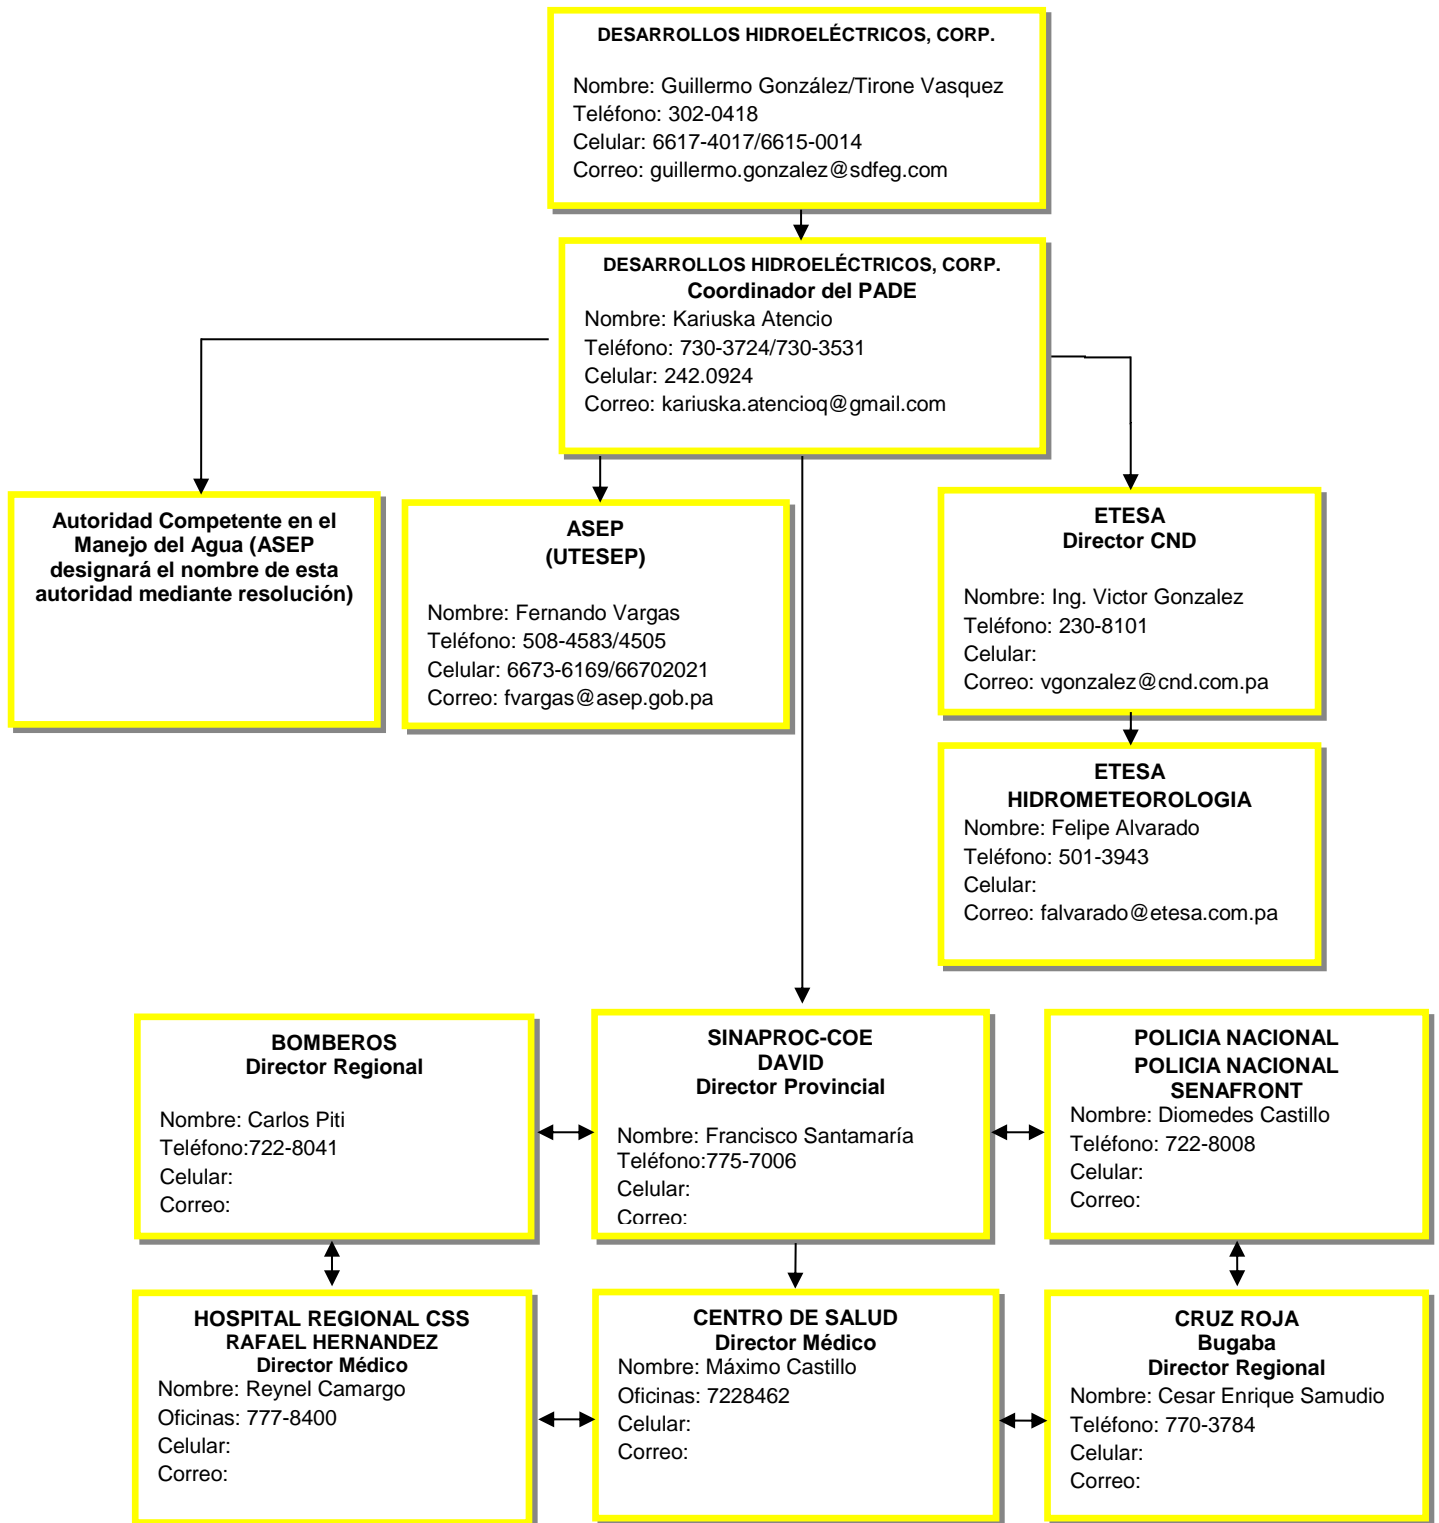 DESARROLLOS HIDROELÉCTRICOS, CORP.
Nombre: Guillermo González/Tirone Vasquez
Teléfono: 302-0418
Celular: 6617-4017/6615-0014
Correo: guillermo.gonzalez@sdfeg.com
DESARROLLOS HIDROELÉCTRICOS, CORP.
Coordinador del PADE
Nombre: Kariuska Atencio
Teléfono: 730-3724/730-3531
Celular: 242.0924
Correo: kariuska.atencioq@gmail.com
Autoridad Competente en el
Manejo del Agua (ASEP
designará el nombre de esta
autoridad mediante resolución)
ASEP
(UTESEP)
Nombre: Fernando Vargas
Teléfono: 508-4583/4505
Celular: 6673-6169/66702021
Correo: fvargas@asep.gob.pa
ETESA
Director CND
Nombre: Ing. Victor Gonzalez
Teléfono: 230-8101
Celular:
Correo: vgonzalez@cnd.com.pa
ETESA
HIDROMETEOROLOGIA
Nombre: Felipe Alvarado
Teléfono: 501-3943
Celular:
Correo: falvarado@etesa.com.pa
BOMBEROS
Director Regional
Nombre: Carlos Piti
Teléfono:722-8041
Celular:
Correo:
SINAPROC-COE
DAVID
Director Provincial
Nombre: Francisco Santamaría
Teléfono:775-7006
Celular:
Correo:
POLICIA NACIONAL
POLICIA NACIONAL
SENAFRONT
Nombre: Diomedes Castillo
Teléfono: 722-8008
Celular:
Correo:
HOSPITAL REGIONAL CSS
RAFAEL HERNANDEZ
Director Médico
Nombre: Reynel Camargo
Oficinas: 777-8400
Celular:
Correo:
CENTRO DE SALUD
Director Médico
Nombre: Máximo Castillo
Oficinas: 7228462
Celular:
Correo:
CRUZ ROJA
Bugaba
Director Regional
Nombre: Cesar Enrique Samudio
Teléfono: 770-3784
Celular:
Correo: